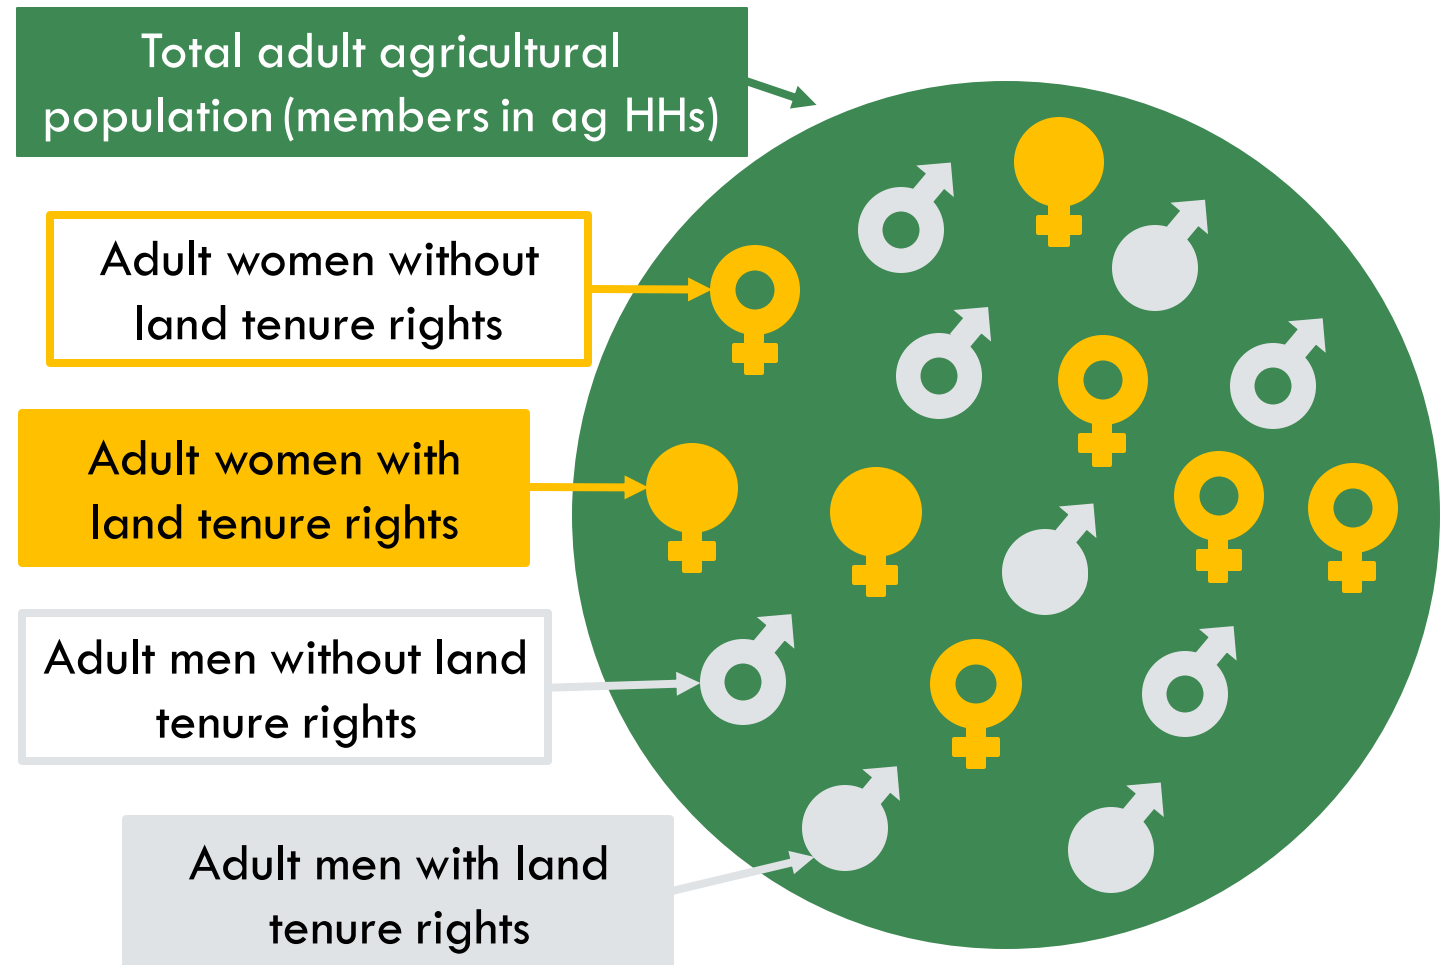 Total adult agricultural
population (members in ag HHs)
Adult women without
land tenure rights
Adult women with
land tenure rights
Adult men without land
tenure rights
Adult men with land
tenure rights